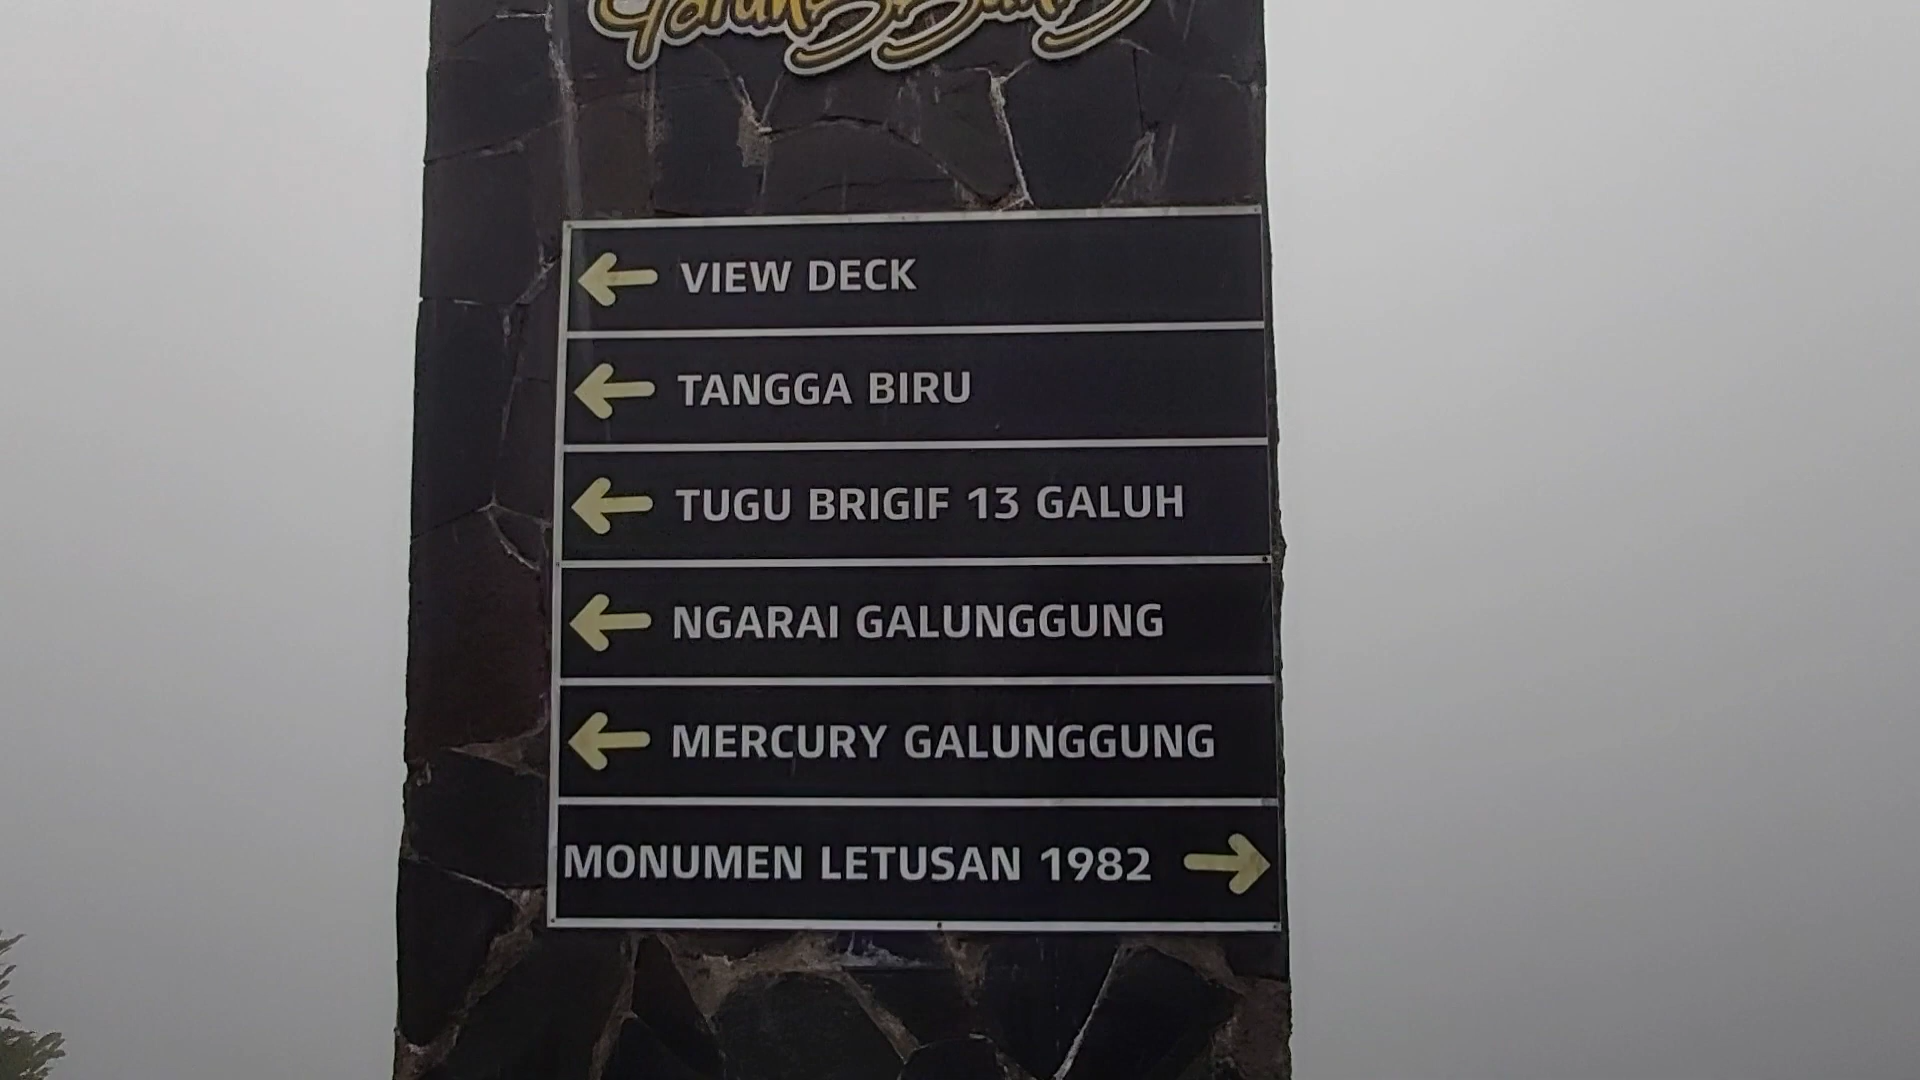 VIEW DECK
TANGGA BIRU
TUGU BRIGIF 13 GALUH
NGARAI GALUNGGUNG
MERCURY GALUNGGUNG
MONUMEN LETUSAN 1982